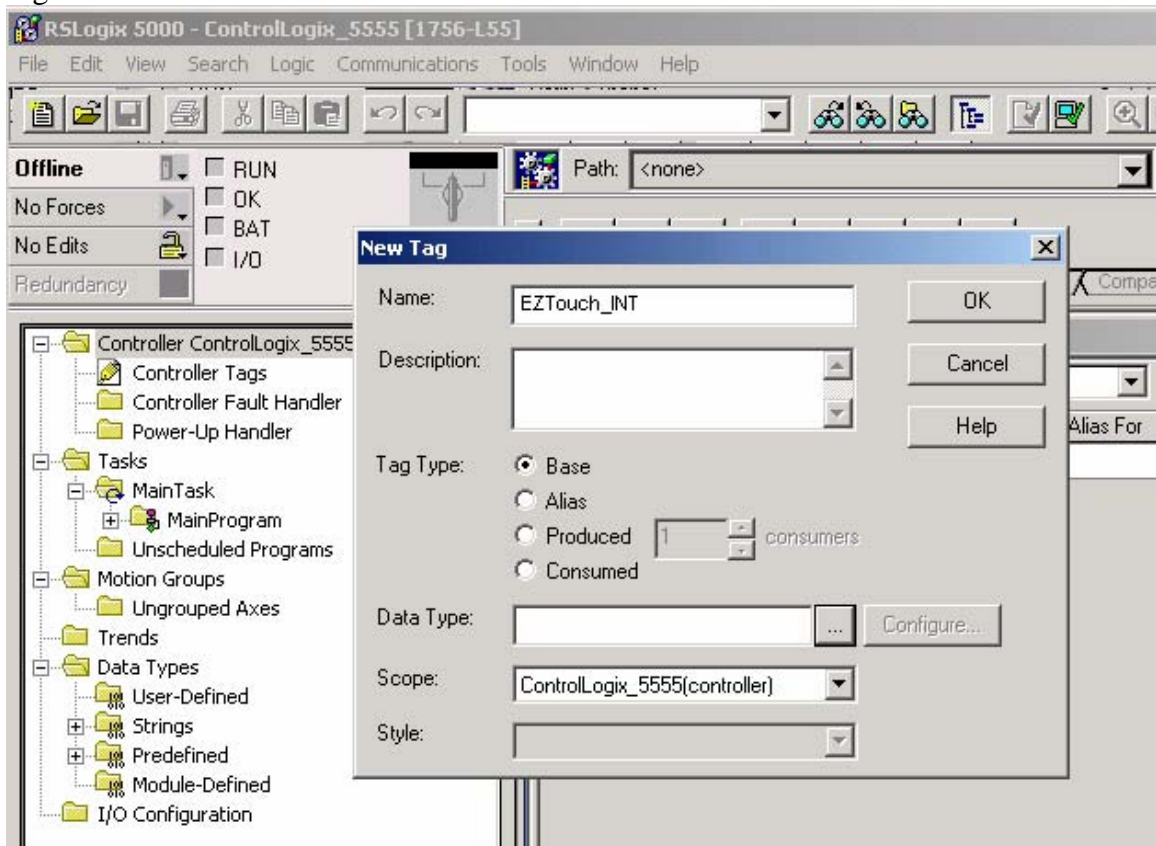 RSLogix 5000 - ControlLogix_5555 [1756-L55]
File Edit View Search Logic Communications Tools Window Help
Offline
RUN
Path: <none>
No Forces
OK
BAT
No Edits
I/O
Redundancy
Compa
New Tag
Name: EZTouch_INT
OK
Description:
Cancel
Help
Alias For
Tag Type: Base
Alias
Produced 1 consumers
Consumed
Data Type: ... Configure...
Scope: ControlLogix_5555(controller)
Style:
Controller ControlLogix_5555
Controller Tags
Controller Fault Handler
Power-Up Handler
Tasks
MainTask
MainProgram
Unscheduled Programs
Motion Groups
Ungrouped Axes
Trends
Data Types
User-Defined
Strings
Predefined
Module-Defined
I/O Configuration